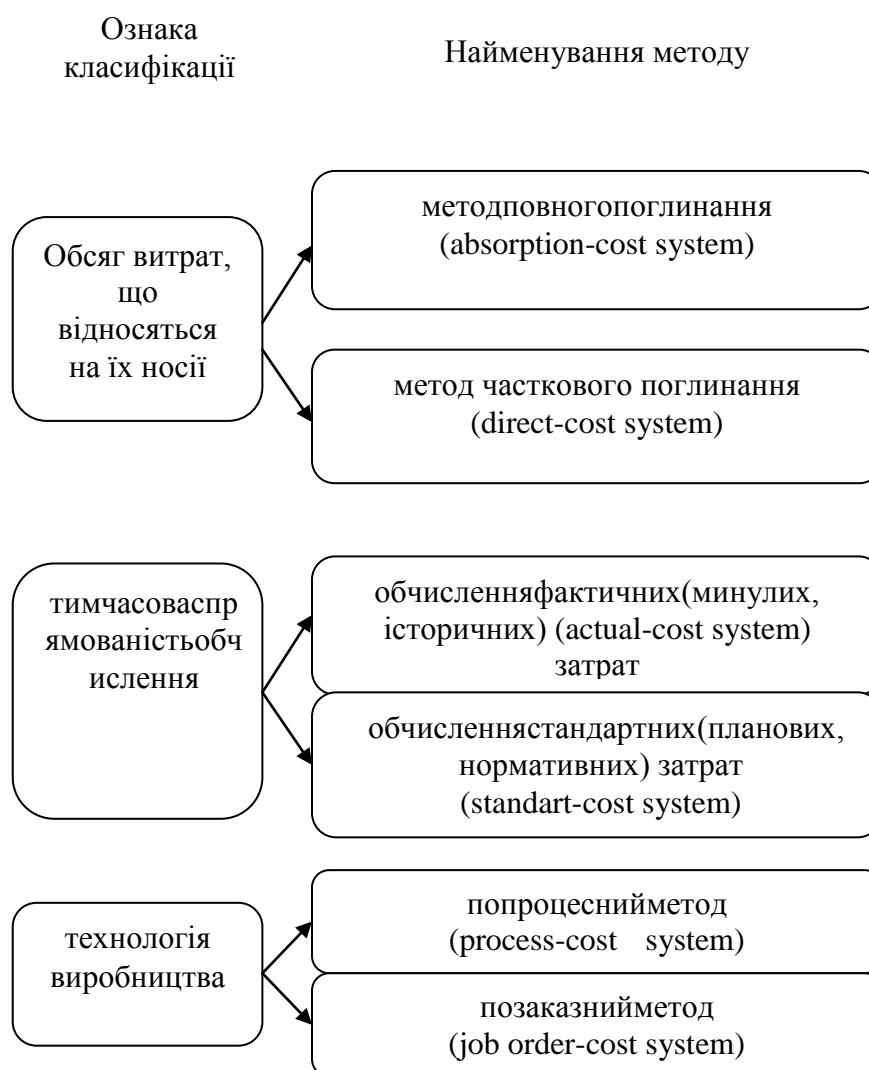 Ознака
класифікації
Найменування методу
Обсяг витрат,
що
відносяться
на їх носії
методповногопоглинання
(absorption-cost system)
метод часткового поглинання
(direct-cost system)
тимчасоваспр
ямованістьобч
ислення
обчисленняфактичних(минулих,
історичних) (actual-cost system)
затрат
обчисленнястандартних(планових,
нормативних) затрат
(standart-cost system)
технологія
виробництва
попроцеснийметод
(process-cost system)
позаказнийметод
(job order-cost system)